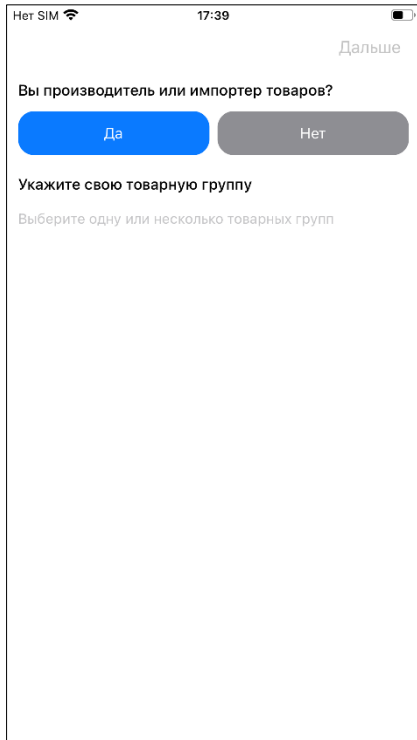 Нет SIM 17:39
Дальше
Вы производитель или импортер товаров?
Да Нет
Укажите свою товарную группу
Выберите одну или несколько товарных групп